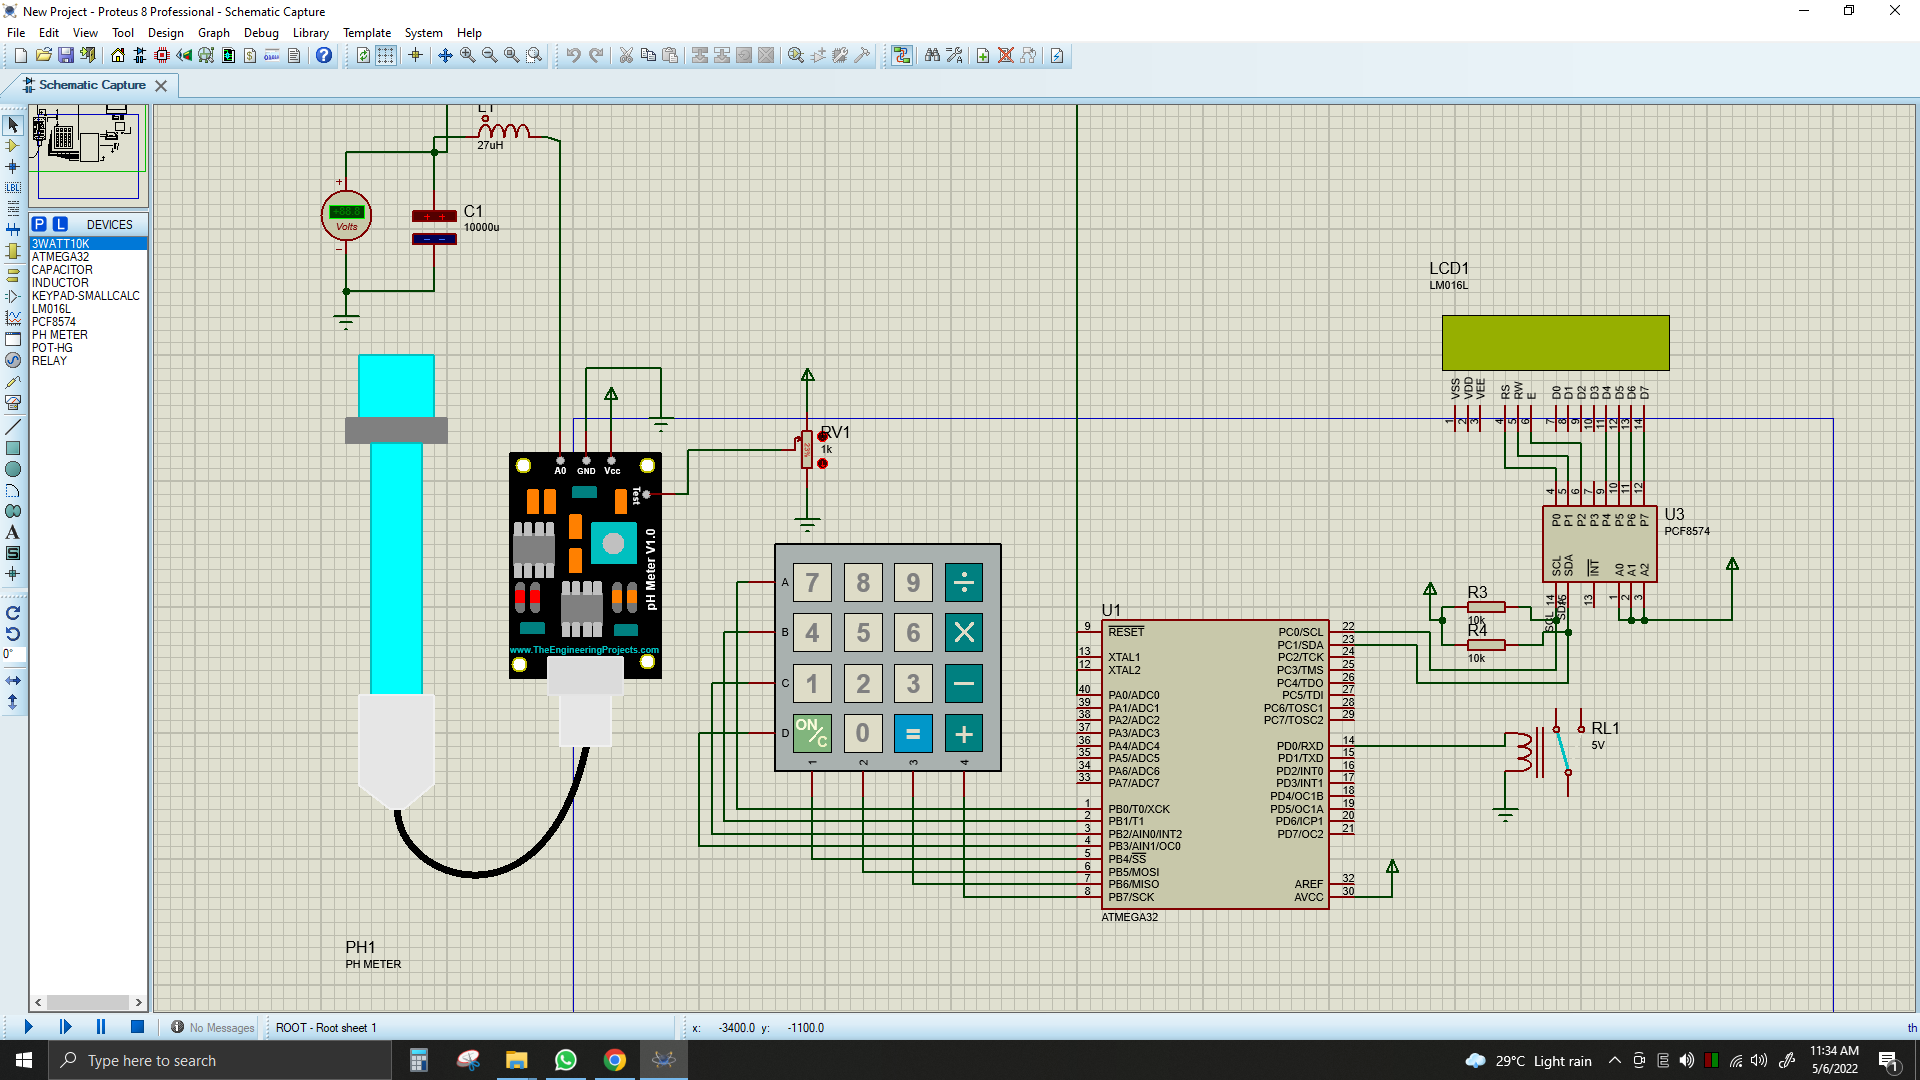 New Project - Proteus 8 Professional - Schematic Capture
File Edit View Tool Design Graph Debug Library Template System Help
Schematic Capture
P L DEVICES
3WATT10K
ATMEGA32
CAPACITOR
INDUCTOR
KEYPAD-SMALLCALC
LM016L
PCF8574
PH METER
POT-HG
RELAY
LBL
A
S
0°
L1
27uH
+
Volts
−
C1
10000u
LCD1
LM016L
VSS VDD VEE RS RW E D0 D1 D2 D3 D4 D5 D6 D7
1 2 3 4 5 6 7 8 9 10 11 12 13 14
RV1
1k
A0 GND Vcc
Test
pH Meter V1.0
www.TheEngineeringProjects.com
4 5 6 7 9 10 11 12
P0 P1 P2 P3 P4 P5 P6 P7
U3
PCF8574
SCL SDA INT A0 A1 A2
14 15 13 1 2 3
R3
10k
R4
10k
A 7 8 9 ÷
B 4 5 6 ×
C 1 2 3 −
D ON/C 0 = +
1 2 3 4
U1
9 RESET
13 XTAL1
12 XTAL2
40 PA0/ADC0
39 PA1/ADC1
38 PA2/ADC2
37 PA3/ADC3
36 PA4/ADC4
35 PA5/ADC5
34 PA6/ADC6
33 PA7/ADC7
1 PB0/T0/XCK
2 PB1/T1
3 PB2/AIN0/INT2
4 PB3/AIN1/OC0
5 PB4/SS
6 PB5/MOSI
7 PB6/MISO
8 PB7/SCK
PC0/SCL 22
PC1/SDA 23
PC2/TCK 24
PC3/TMS 25
PC4/TDO 26
PC5/TDI 27
PC6/TOSC1 28
PC7/TOSC2 29
PD0/RXD 14
PD1/TXD 15
PD2/INT0 16
PD3/INT1 17
PD4/OC1B 18
PD5/OC1A 19
PD6/ICP1 20
PD7/OC2 21
AREF 32
AVCC 30
ATMEGA32
RL1
5V
PH1
PH METER
No Messages
ROOT - Root sheet 1
x: -3400.0 y: -1100.0
th
Type here to search
29°C Light rain
11:34 AM
5/6/2022
1